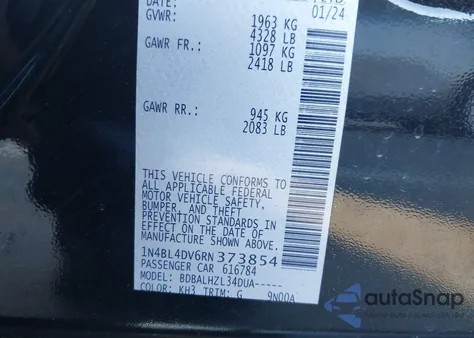 DATE:
01/24
GVWR: 1963 KG
4328 LB
GAWR FR.: 1097 KG
2418 LB
GAWR RR.: 945 KG
2083 LB
THIS VEHICLE CONFORMS TO
ALL APPLICABLE FEDERAL
MOTOR VEHICLE SAFETY,
BUMPER, AND THEFT
PREVENTION STANDARDS IN
EFFECT ON THE DATE OF
MANUFACTURE SHOWN ABOVE.
1N4BL4DV6RN373854
PASSENGER CAR 616784
MODEL: BDBALHZL34DUA-----
COLOR: KH3 TRIM: G 9N00A
autoSnap